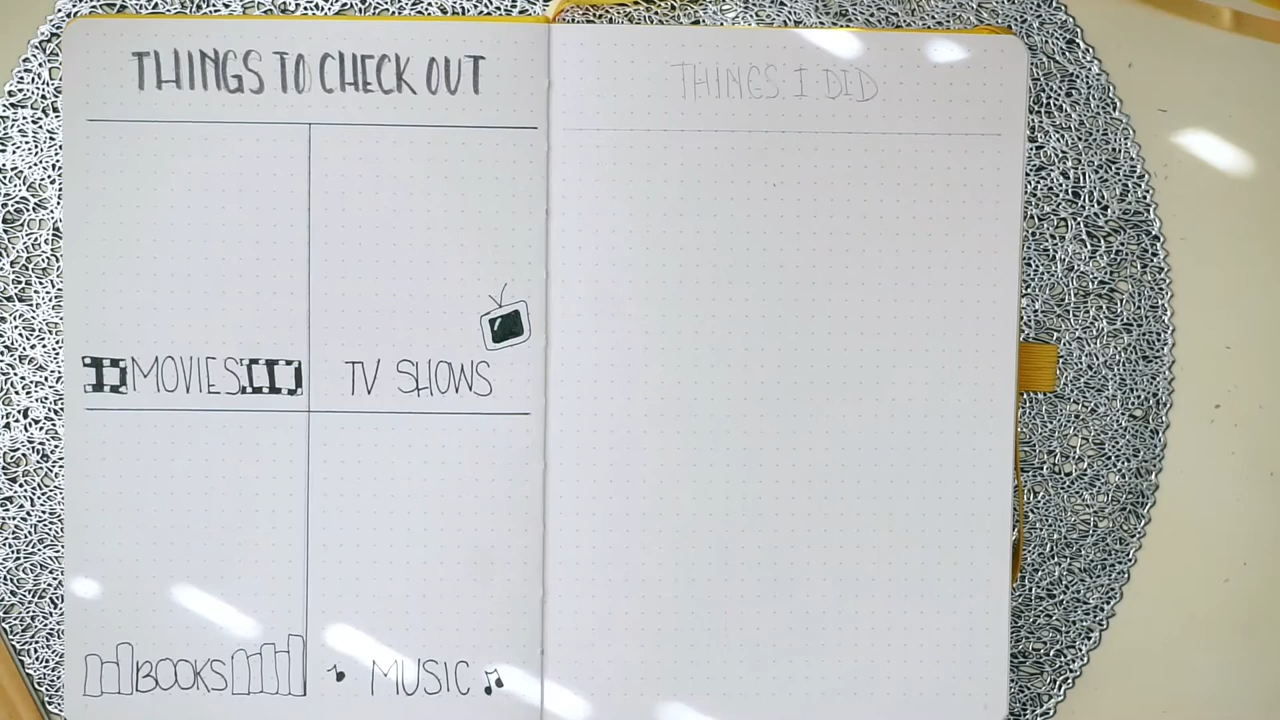 THINGS TO CHECK OUT
MOVIES
TV SHOWS
BOOKS
MUSIC
THINGS I DID